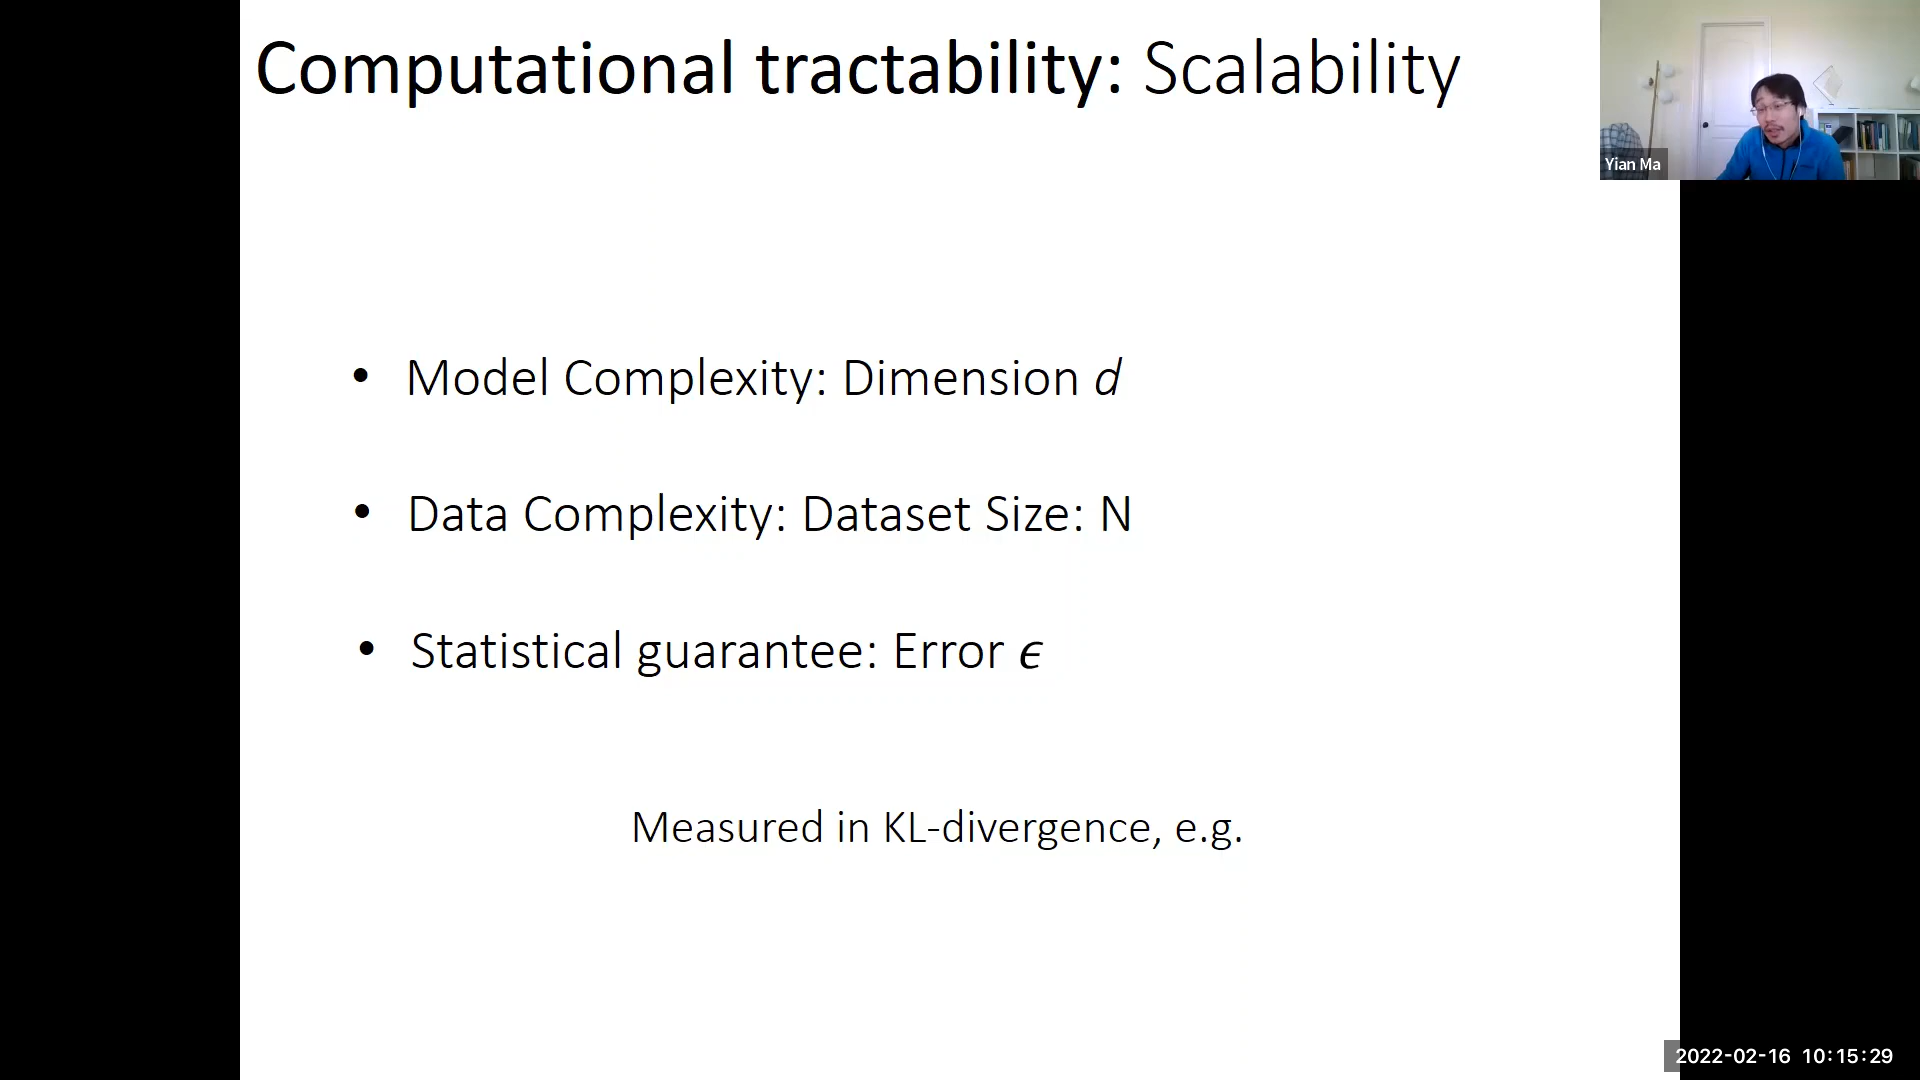 Computational tractability: Scalability
Yian Ma
• Model Complexity: Dimension d
• Data Complexity: Dataset Size: N
• Statistical guarantee: Error ϵ
Measured in KL-divergence, e.g.
2022-02-16 10:15:29